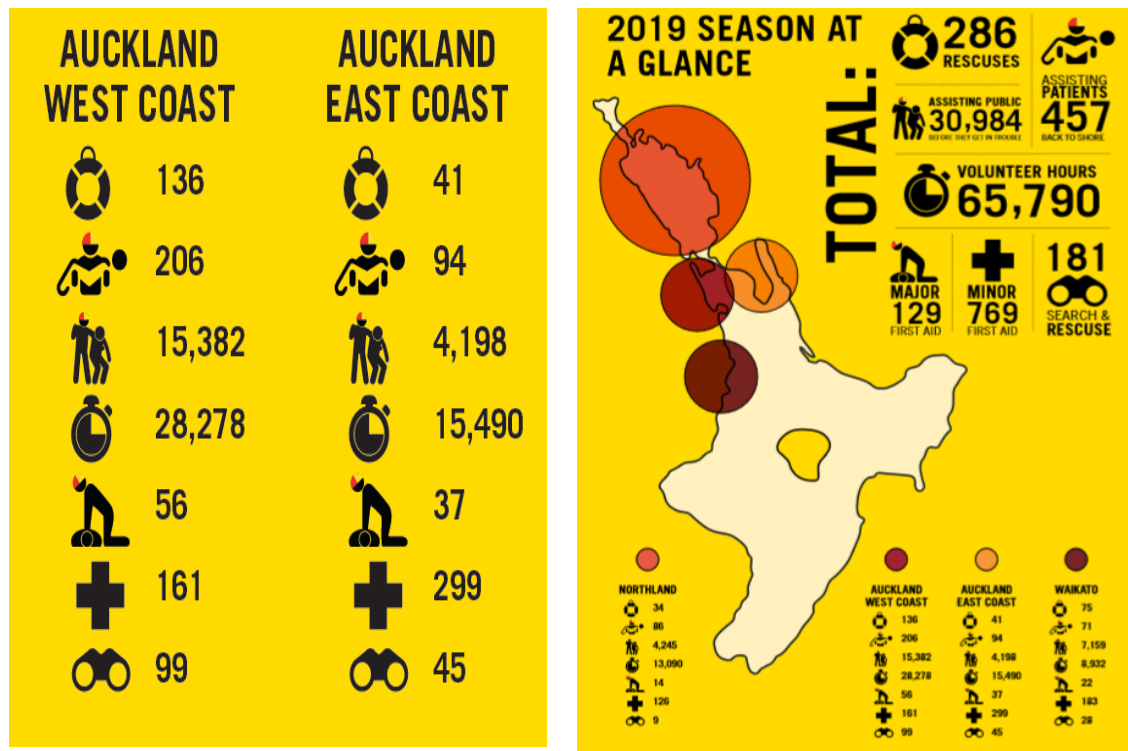 AUCKLAND
WEST COAST
136
206
15,382
28,278
56
161
99
AUCKLAND
EAST COAST
41
94
4,198
15,490
37
299
45
2019 SEASON AT
A GLANCE
TOTAL:
286
RESCUSES
ASSISTING
PATIENTS
457
BACK TO SHORE
ASSISTING PUBLIC
30,984
BEFORE THEY GET IN TROUBLE
VOLUNTEER HOURS
65,790
MAJOR
129
FIRST AID
MINOR
769
FIRST AID
181
SEARCH &
RESCUE
NORTHLAND
34
86
4,245
13,090
14
126
9
AUCKLAND
WEST COAST
136
206
15,382
28,278
56
161
99
AUCKLAND
EAST COAST
41
94
4,198
15,490
37
299
45
WAIKATO
75
71
7,159
8,932
22
183
28